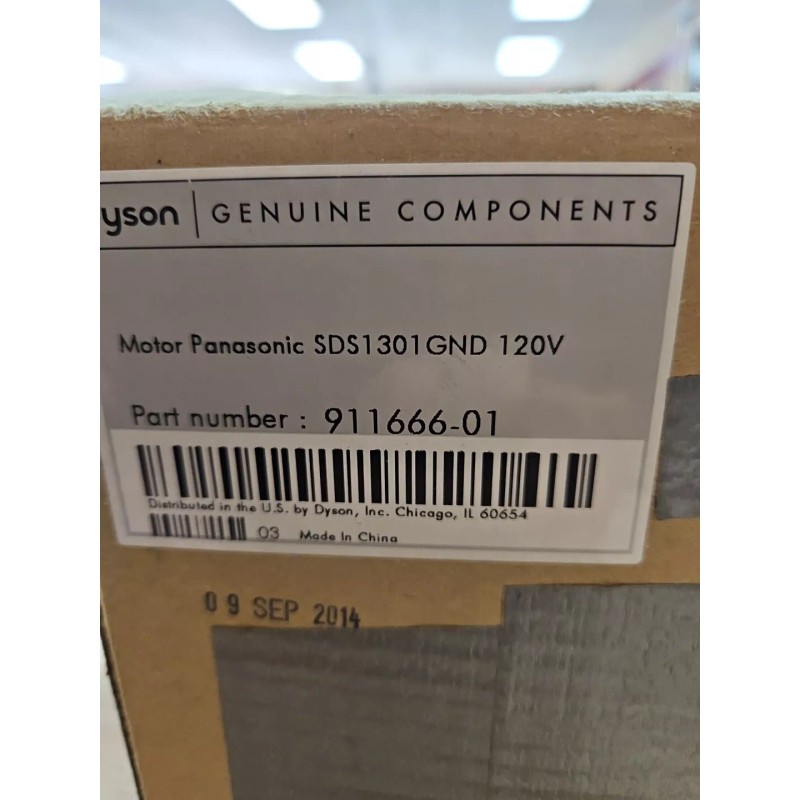 yson | GENUINE COMPONENTS
Motor Panasonic SDS1301GND 120V
Part number : 911666-01
Distributed in the U.S. by Dyson, Inc. Chicago, IL 60654
03 Made In China
09 SEP 2014